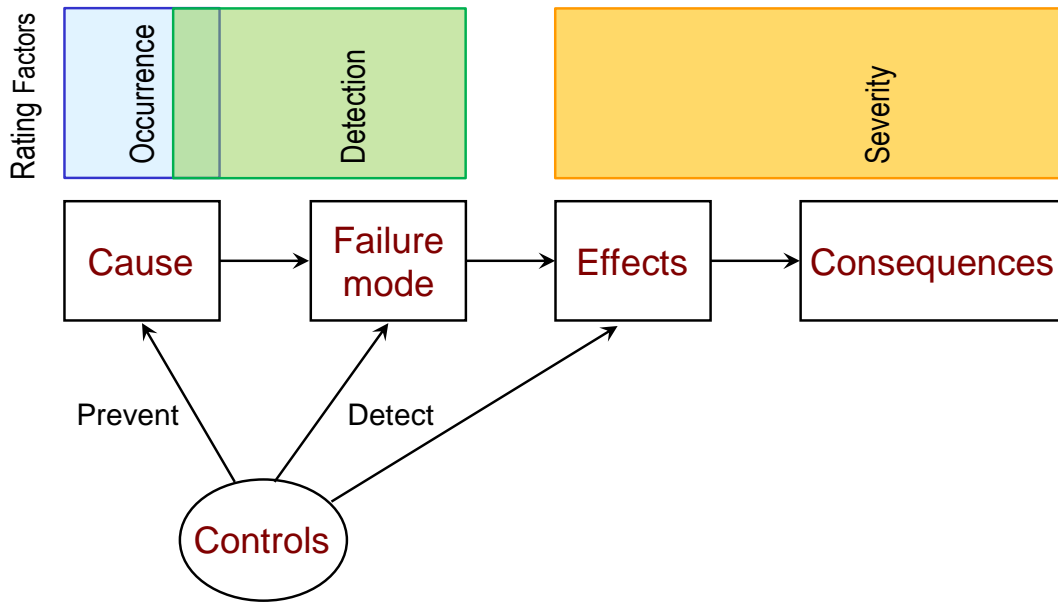 Rating Factors
Occurrence
Detection
Severity
Cause
Failure
mode
Effects
Consequences
Prevent
Detect
Controls